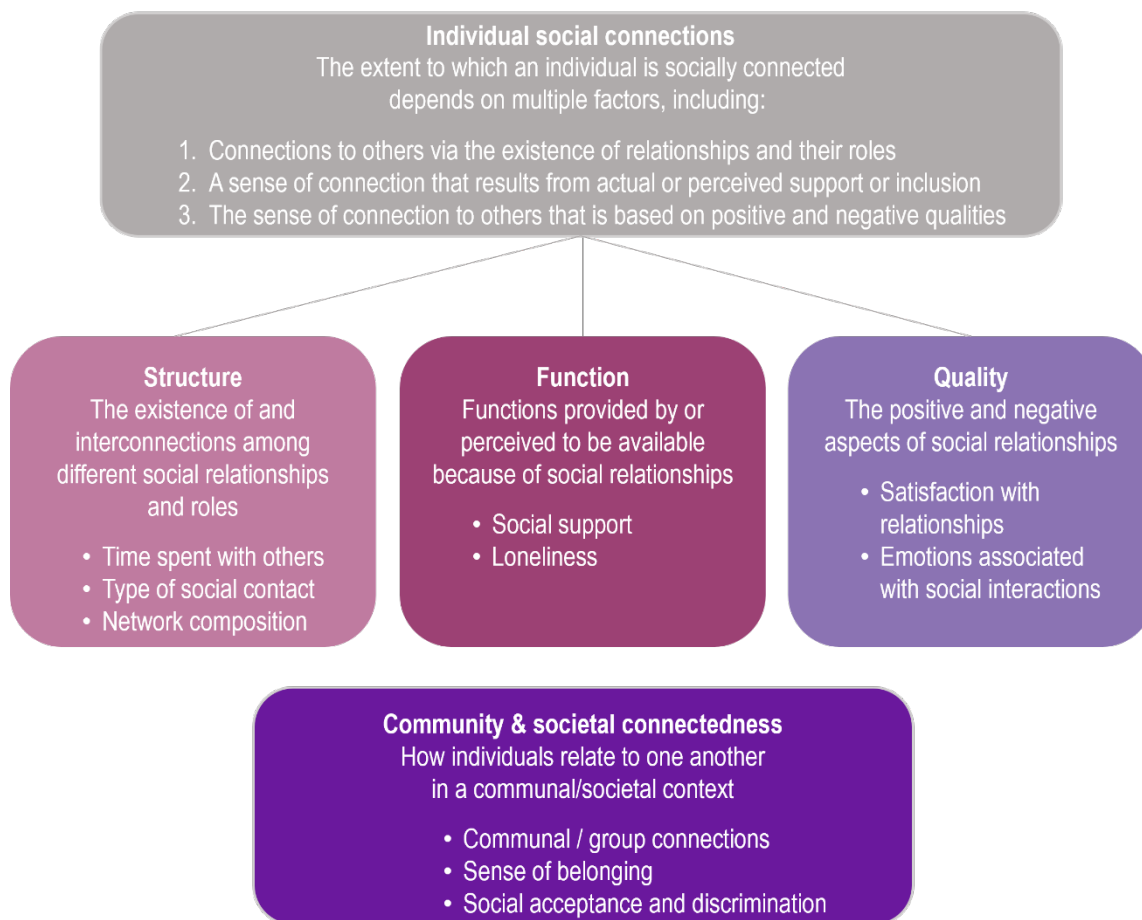 Individual social connections
The extent to which an individual is socially connected
depends on multiple factors, including:
1. Connections to others via the existence of relationships and their roles
2. A sense of connection that results from actual or perceived support or inclusion
3. The sense of connection to others that is based on positive and negative qualities
Structure
The existence of and
interconnections among
different social relationships
and roles
• Time spent with others
• Type of social contact
• Network composition
Function
Functions provided by or
perceived to be available
because of social relationships
• Social support
• Loneliness
Quality
The positive and negative
aspects of social relationships
• Satisfaction with
relationships
• Emotions associated
with social interactions
Community & societal connectedness
How individuals relate to one another
in a communal/societal context
• Communal / group connections
• Sense of belonging
• Social acceptance and discrimination